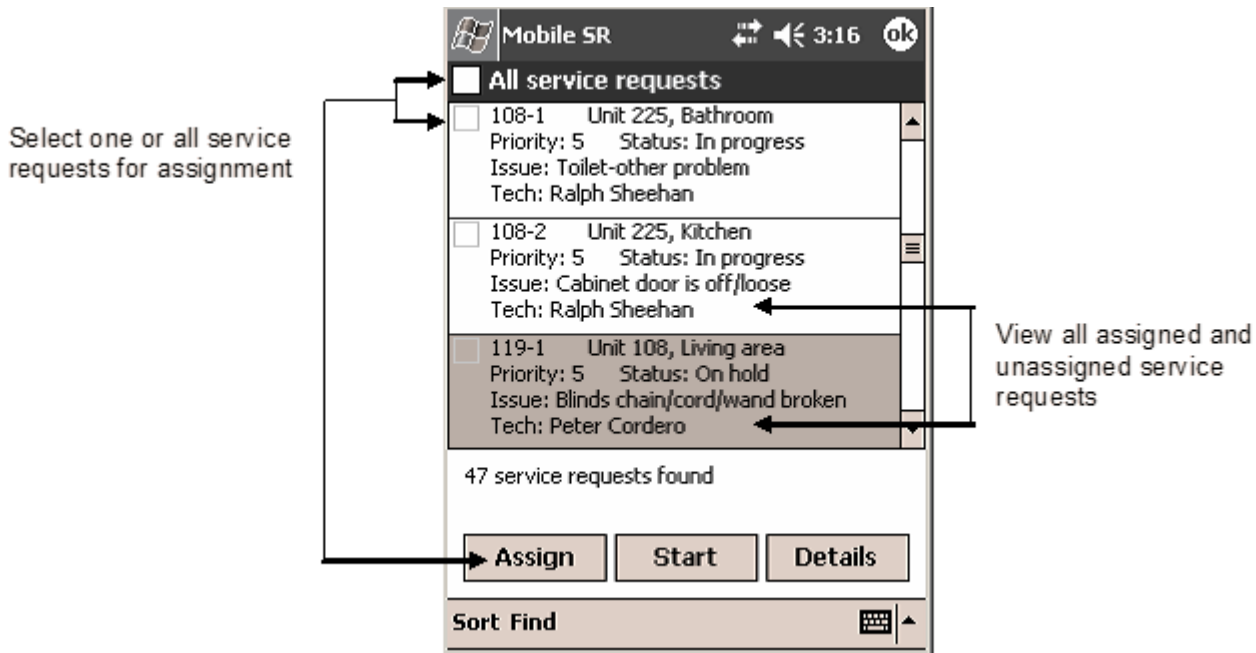 Mobile SR 3:16 ok
All service requests
Select one or all service
requests for assignment
108-1 Unit 225, Bathroom
Priority: 5 Status: In progress
Issue: Toilet-other problem
Tech: Ralph Sheehan
108-2 Unit 225, Kitchen
Priority: 5 Status: In progress
Issue: Cabinet door is off/loose
Tech: Ralph Sheehan
119-1 Unit 108, Living area
Priority: 5 Status: On hold
Issue: Blinds chain/cord/wand broken
Tech: Peter Cordero
View all assigned and
unassigned service
requests
47 service requests found
Assign Start Details
Sort Find